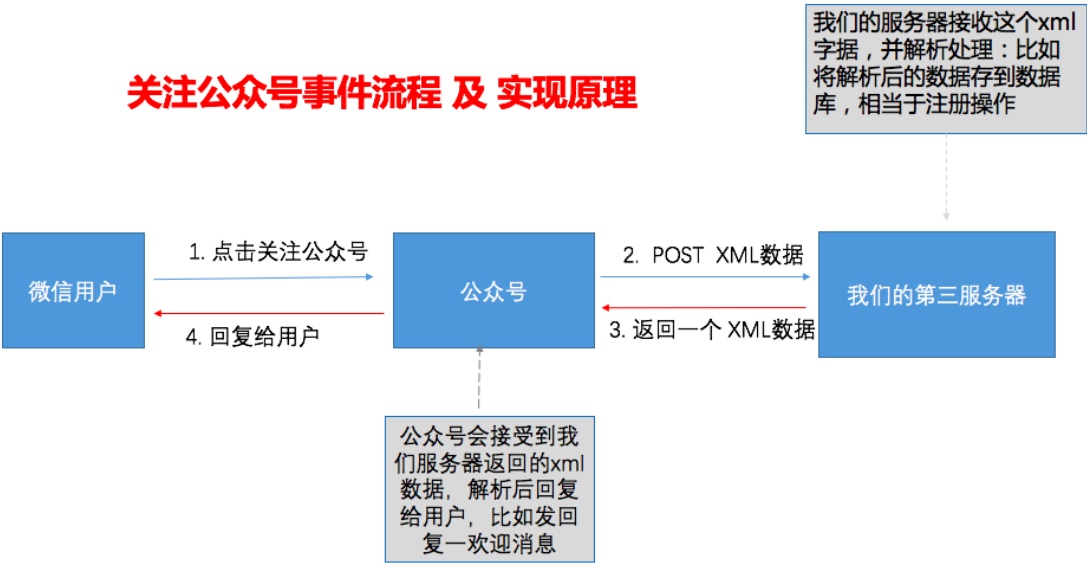 我们的服务器接收这个xml
字据，并解析处理：比如
将解析后的数据存到数据
库，相当于注册操作
关注公众号事件流程 及 实现原理
微信用户
1. 点击关注公众号
4. 回复给用户
公众号
2. POST XML数据
3. 返回一个 XML数据
我们的第三服务器
公众号会接受到我
们服务器返回的xml
数据，解析后回复
给用户，比如发回
复一欢迎消息